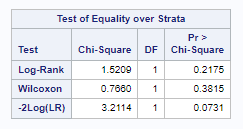 Test of Equality over Strata
Test Chi-Square DF Pr > Chi-Square
Log-Rank 1.5209 1 0.2175
Wilcoxon 0.7660 1 0.3815
-2Log(LR) 3.2114 1 0.0731